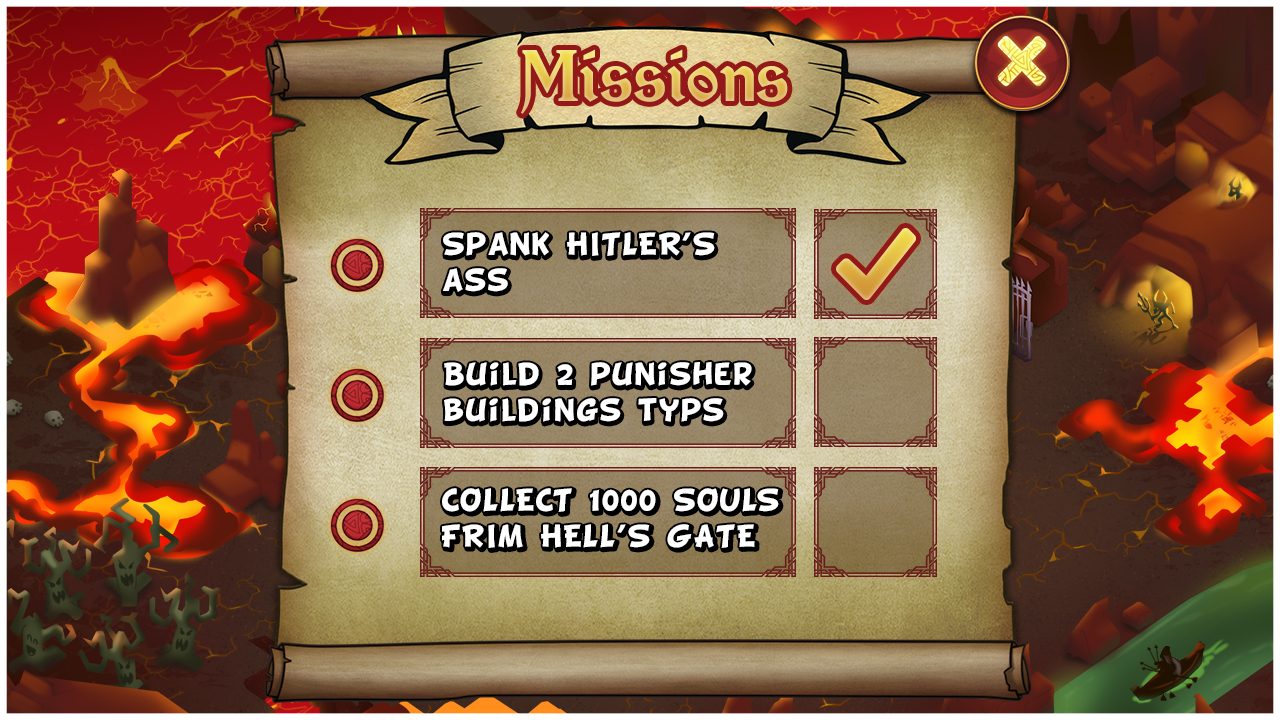 Missions
SPANK HITLER'S
ASS
BUILD 2 PUNISHER
BUILDINGS TYPS
COLLECT 1000 SOULS
FRIM HELL'S GATE